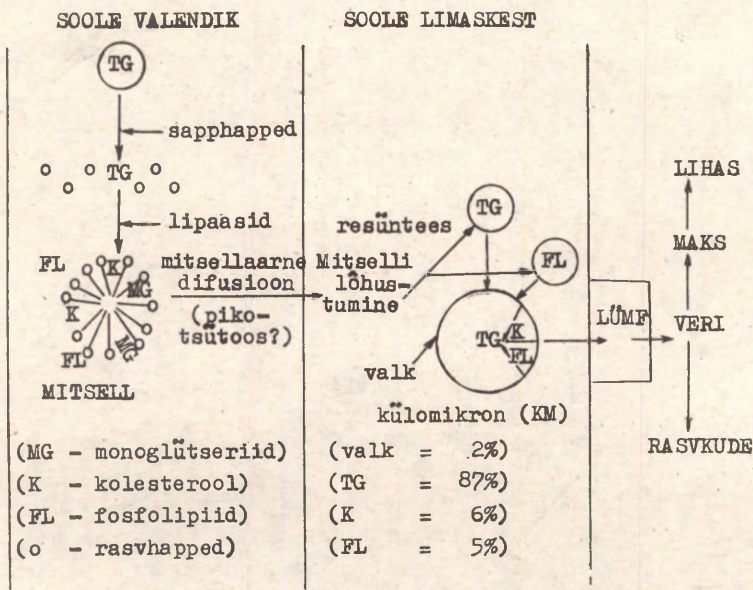 SOOLE VALENDIK
SOOLE LIMASKEST
TG
sapphapped
TG
lipaasid
FL
K
MG
K
FL
MG
MITSELL
mitsellaarne
difusioon
(piko-
tsütoos?)
Mitselli
lõhus-
tumine
resüntees
TG
FL
TG
K
FL
valk
külomikron (KM)
LÜMF
LIHAS
MAKS
VERI
RASVKUDE
(MG - monoglütseriid)
(K - kolesterool)
(FL - fosfolipiid)
(o - rasvhapped)
(valk = 2%)
(TG = 87%)
(K = 6%)
(FL = 5%)